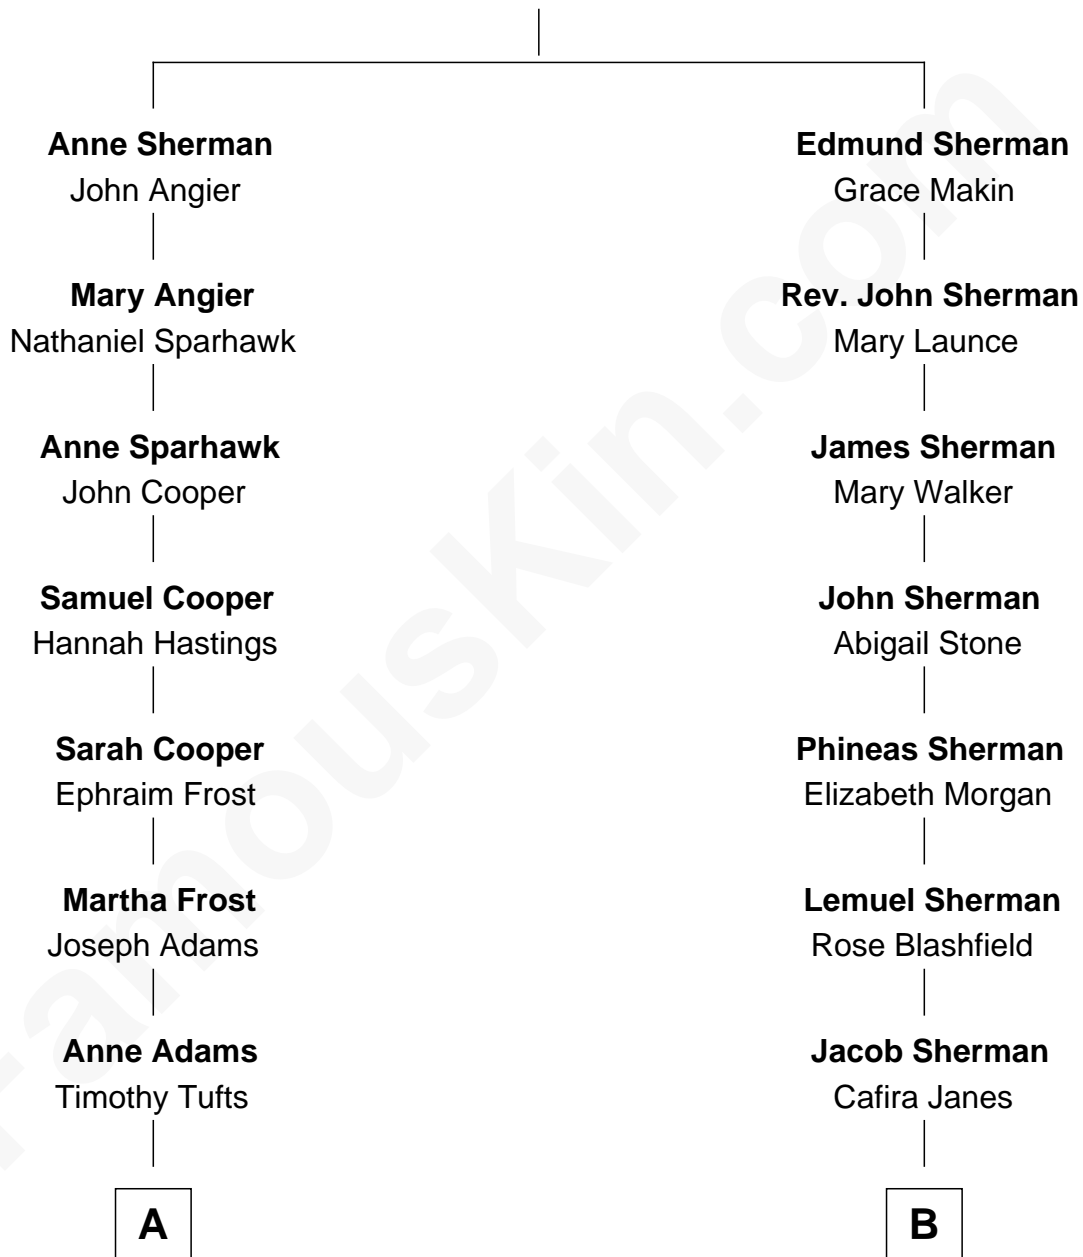 Anne Sherman
John Angier
Mary Angier
Nathaniel Sparhawk
Anne Sparhawk
John Cooper
Samuel Cooper
Hannah Hastings
Sarah Cooper
Ephraim Frost
Martha Frost
Joseph Adams
Anne Adams
Timothy Tufts
A
Edmund Sherman
Grace Makin
Rev. John Sherman
Mary Launce
James Sherman
Mary Walker
John Sherman
Abigail Stone
Phineas Sherman
Elizabeth Morgan
Lemuel Sherman
Rose Blashfield
Jacob Sherman
Cafira Janes
B
FamousKin.com